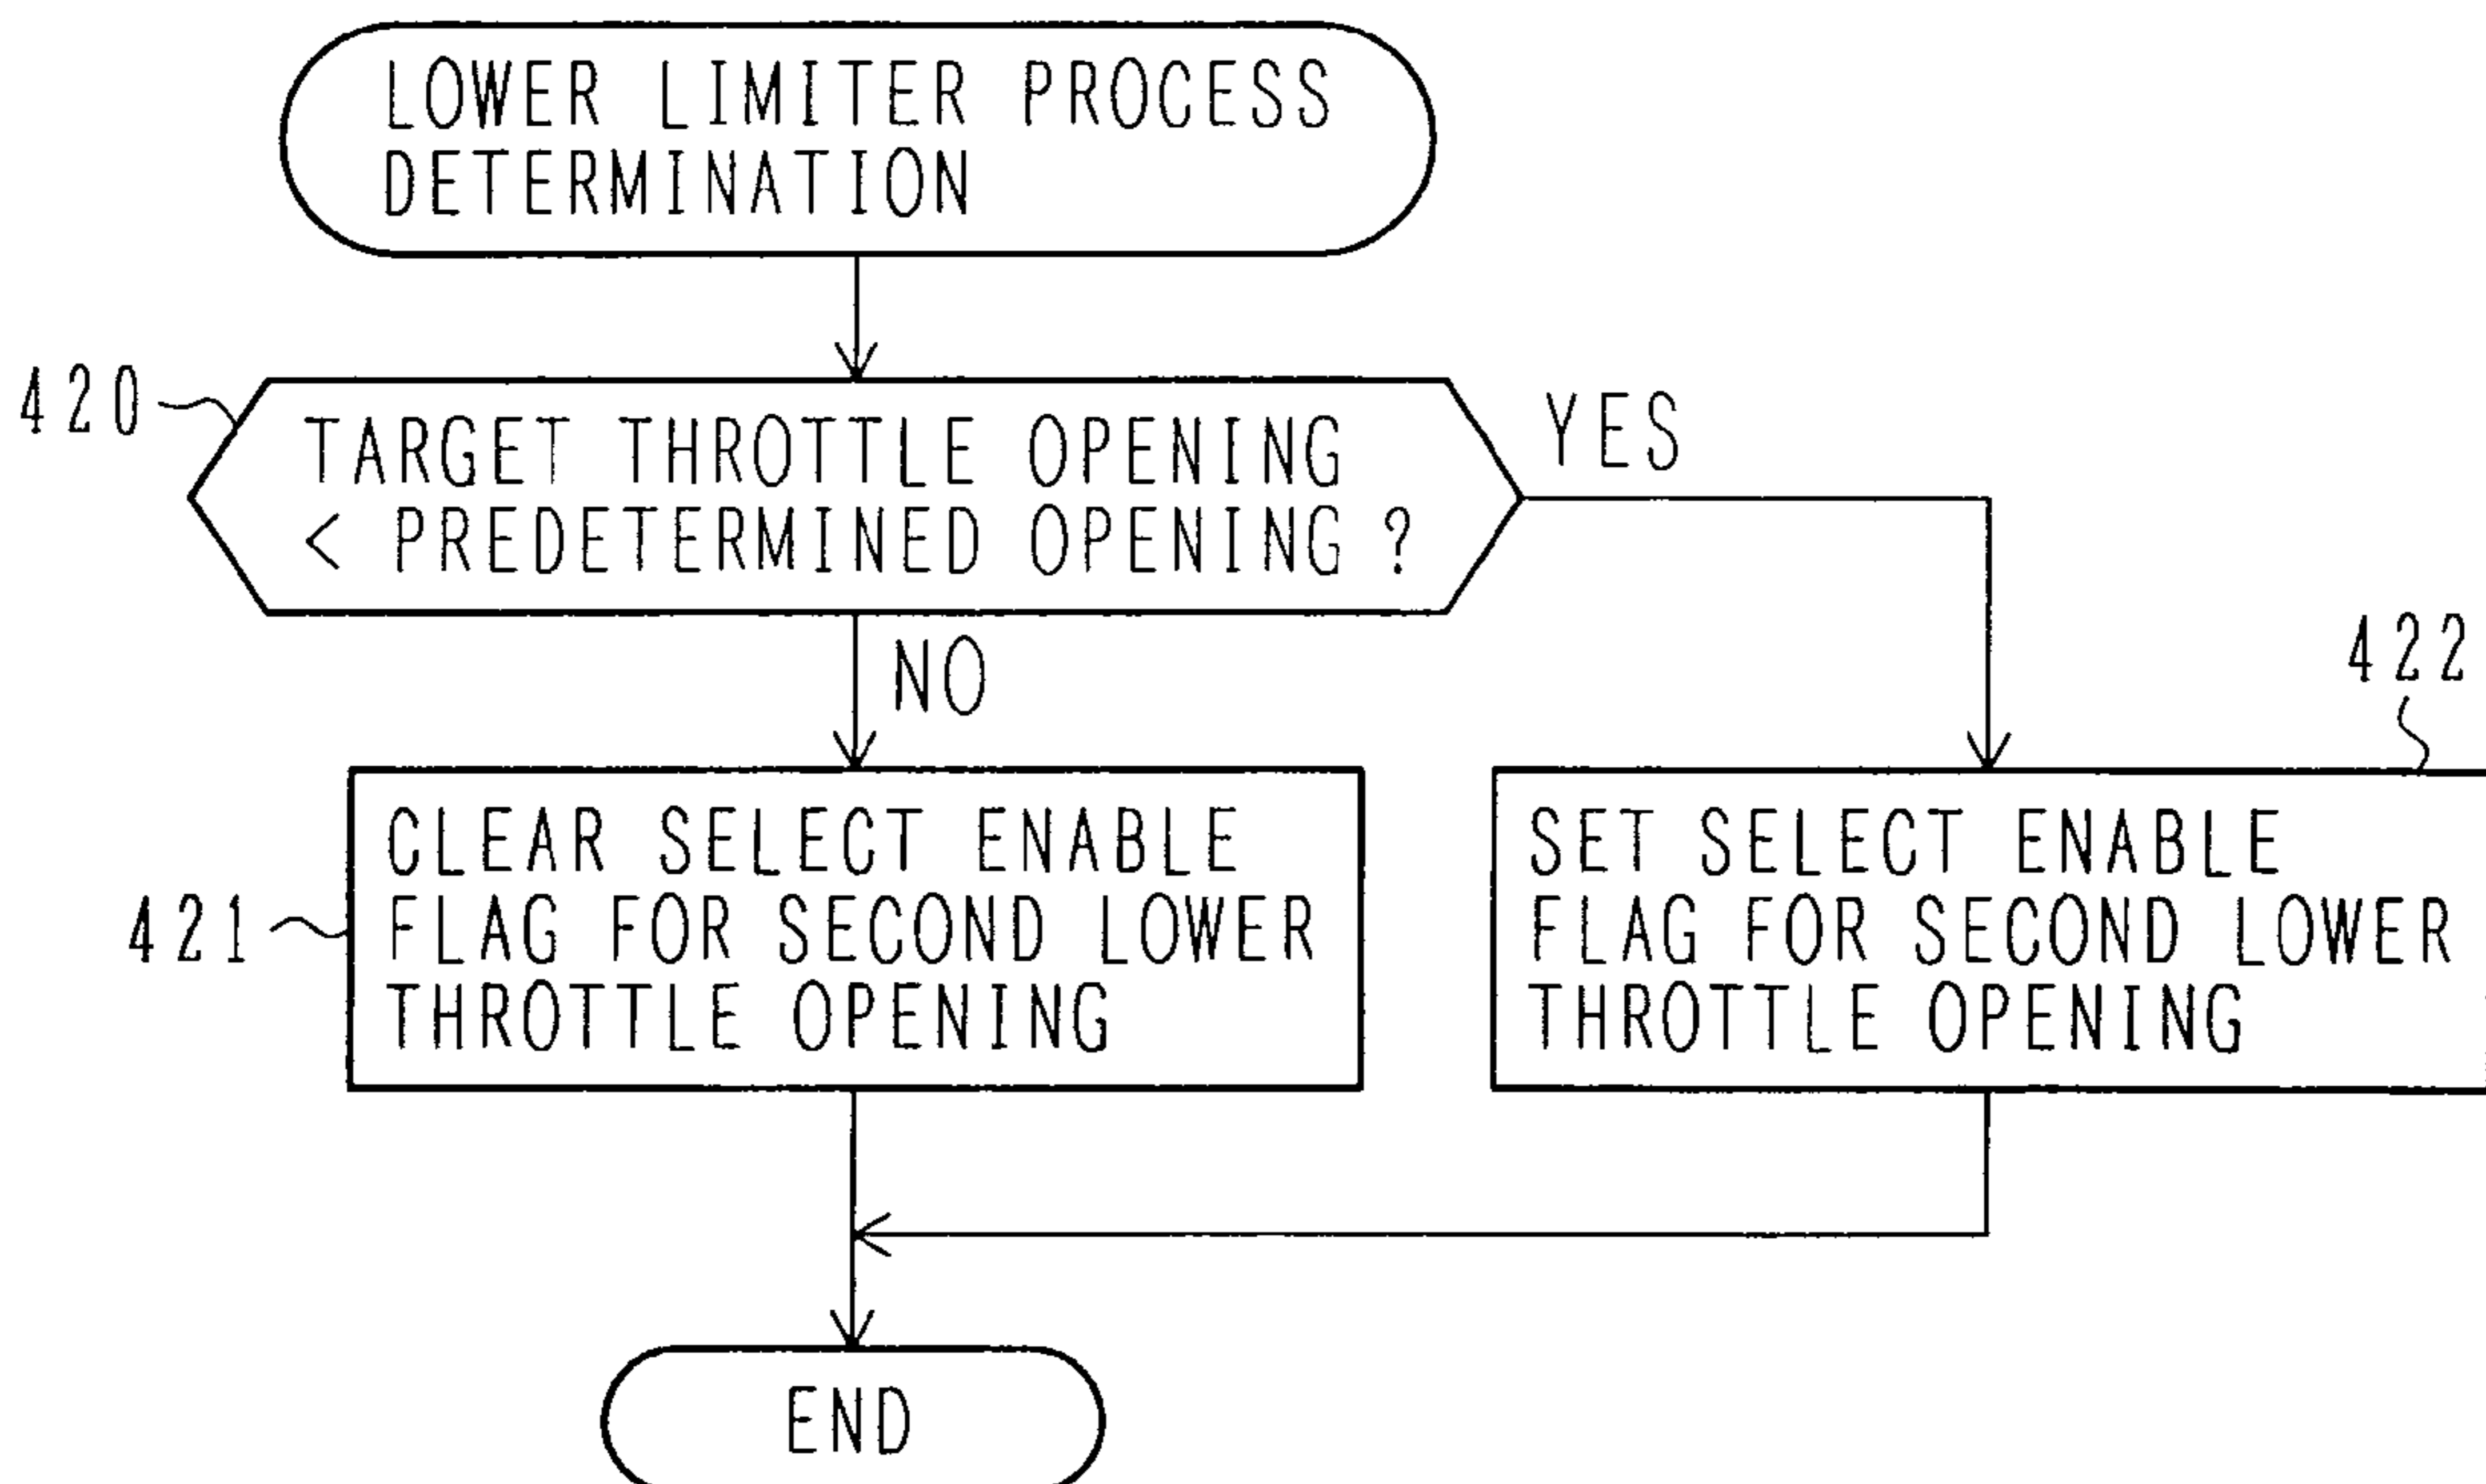 LOWER LIMITER PROCESS
DETERMINATION
420
TARGET THROTTLE OPENING
< PREDETERMINED OPENING ?
YES
NO
422
421
CLEAR SELECT ENABLE
FLAG FOR SECOND LOWER
THROTTLE OPENING
SET SELECT ENABLE
FLAG FOR SECOND LOWER
THROTTLE OPENING
END